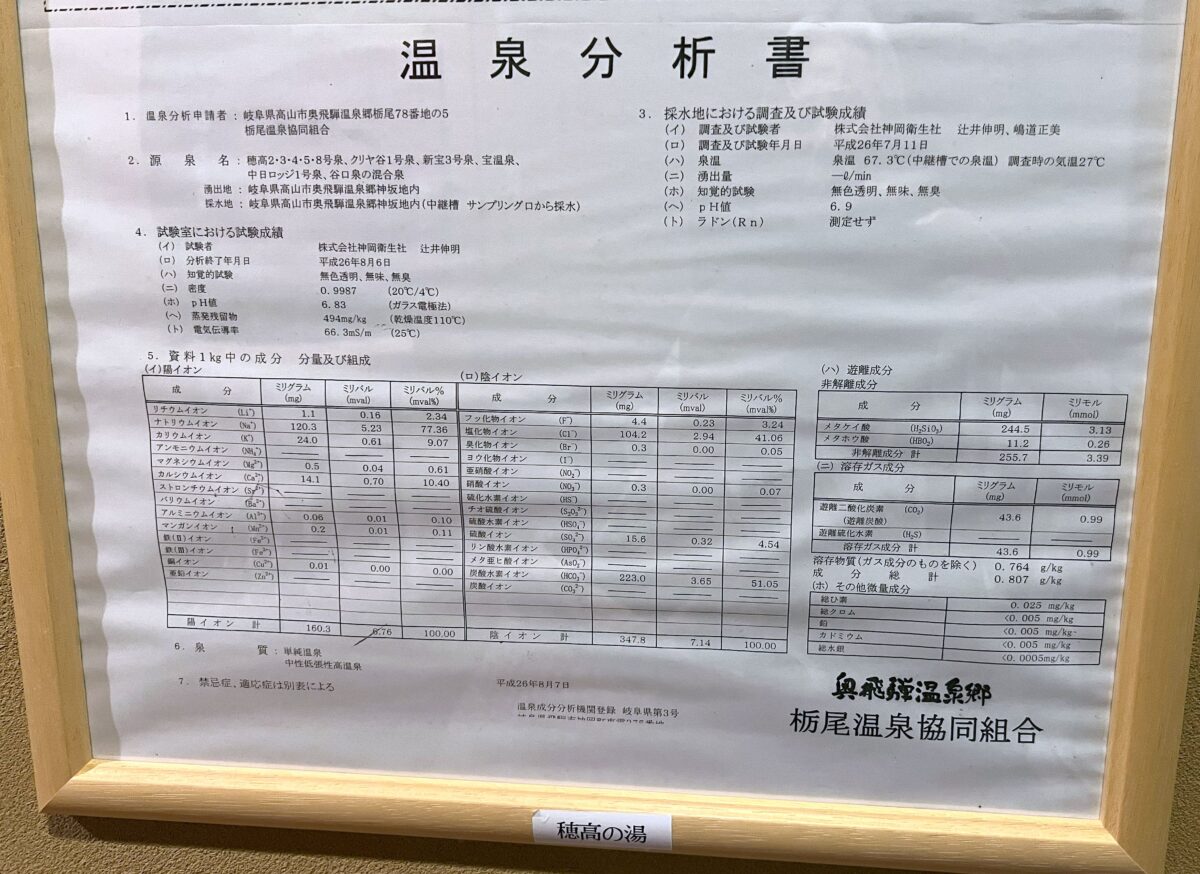 温泉分析書
1. 温泉分析申請者：岐阜県高山市奥飛騨温泉郷栃尾78番地の5
栃尾温泉協同組合
2. 源泉名：穂高2・3・4・5・8号泉、クリヤ谷1号泉、新宝3号泉、宝温泉、
中日ロッジ1号泉、谷口泉の混合泉
湧出地：岐阜県高山市奥飛騨温泉郷神坂地内
採水地：岐阜県高山市奥飛騨温泉郷神坂地内(中継槽 サンプリング口から採水)
3. 採水地における調査及び試験成績
(イ) 調査及び試験者 株式会社神岡衛生社 辻井伸明、嶋道正美
(ロ) 調査及び試験年月日 平成26年7月11日
(ハ) 泉温 泉温 67.3℃(中継槽での泉温) 調査時の気温27℃
(ニ) 湧出量 ―ℓ/min
(ホ) 知覚的試験 無色透明、無味、無臭
(ヘ) pH値 6.9
(ト) ラドン(Rn) 測定せず
4. 試験室における試験成績
(イ) 試験者 株式会社神岡衛生社 辻井伸明
(ロ) 分析終了年月日 平成26年8月6日
(ハ) 知覚的試験 無色透明、無味、無臭
(ニ) 密度 0.9987 (20℃/4℃)
(ホ) pH値 6.83 (ガラス電極法)
(ヘ) 蒸発残留物 494mg/kg (乾燥温度110℃)
(ト) 電気伝導率 66.3mS/m (25℃)
5. 資料1kg中の成分 分量及び組成
(イ)陽イオン
成分 ミリグラム(mg) ミリバル(mval) ミリバル%(mval%)
リチウムイオン (Li⁺) 1.1 0.16 2.34
ナトリウムイオン (Na⁺) 120.3 5.23 77.36
カリウムイオン (K⁺) 24.0 0.61 9.07
アンモニウムイオン (NH₄⁺) ― ― ―
マグネシウムイオン (Mg²⁺) 0.5 0.04 0.61
カルシウムイオン (Ca²⁺) 14.1 0.70 10.40
ストロンチウムイオン (Sr²⁺) ― ― ―
バリウムイオン (Ba²⁺) ― ― ―
アルミニウムイオン (Al³⁺) 0.06 0.01 0.10
マンガンイオン (Mn²⁺) 0.2 0.01 0.11
鉄(Ⅱ)イオン (Fe²⁺) ― ― ―
鉄(Ⅲ)イオン (Fe³⁺) ― ― ―
銅イオン (Cu²⁺) 0.01 0.00 0.00
亜鉛イオン (Zn²⁺) ― ― ―
陽イオン計 160.3 6.76 100.00
(ロ)陰イオン
成分 ミリグラム(mg) ミリバル(mval) ミリバル%(mval%)
フッ化物イオン (F⁻) 4.4 0.23 3.24
塩化物イオン (Cl⁻) 104.2 2.94 41.06
臭化物イオン (Br⁻) 0.3 0.00 0.05
ヨウ化物イオン (I⁻) ― ― ―
亜硝酸イオン (NO₂⁻) ― ― ―
硝酸イオン (NO₃⁻) 0.3 0.00 0.07
硫化水素イオン (HS⁻) ― ― ―
チオ硫酸イオン (S₂O₃²⁻) ― ― ―
硫酸水素イオン (HSO₄⁻) ― ― ―
硫酸イオン (SO₄²⁻) 15.6 0.32 4.54
リン酸水素イオン (HPO₄²⁻) ― ― ―
メタ亜ヒ酸イオン (AsO₂⁻) ― ― ―
炭酸水素イオン (HCO₃⁻) 223.0 3.65 51.05
炭酸イオン (CO₃²⁻) ― ― ―
陰イオン計 347.8 7.14 100.00
(ハ) 遊離成分
非解離成分
成分 ミリグラム(mg) ミリモル(mmol)
メタケイ酸 (H₂SiO₃) 244.5 3.13
メタホウ酸 (HBO₂) 11.2 0.26
非解離成分 計 255.7 3.39
(ニ) 溶存ガス成分
成分 ミリグラム(mg) ミリモル(mmol)
遊離二酸化炭素 (CO₂) 43.6 0.99
(遊離炭酸)
遊離硫化水素 (H₂S) ― ―
溶存ガス成分 計 43.6 0.99
溶存物質(ガス成分のものを除く) 0.764 g/kg
成分総計 0.807 g/kg
(ホ) その他微量成分
総ひ素 0.025 mg/kg
総クロム <0.005 mg/kg
鉛 <0.005 mg/kg
カドミウム <0.005 mg/kg
総水銀 <0.0005mg/kg
6. 泉質：単純温泉
中性低張性高温泉
7. 禁忌症、適応症は別表による
平成26年8月7日
温泉成分分析機関登録 岐阜県第3号
奥飛騨温泉郷
栃尾温泉協同組合
穂高の湯